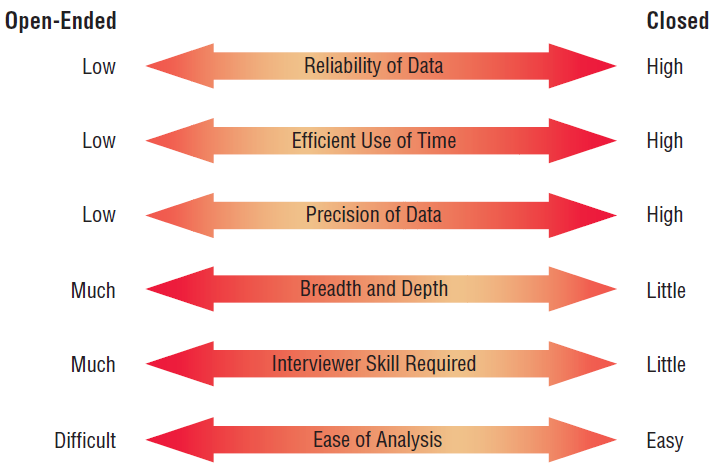 Open-Ended Closed
Low Reliability of Data High
Low Efficient Use of Time High
Low Precision of Data High
Much Breadth and Depth Little
Much Interviewer Skill Required Little
Difficult Ease of Analysis Easy